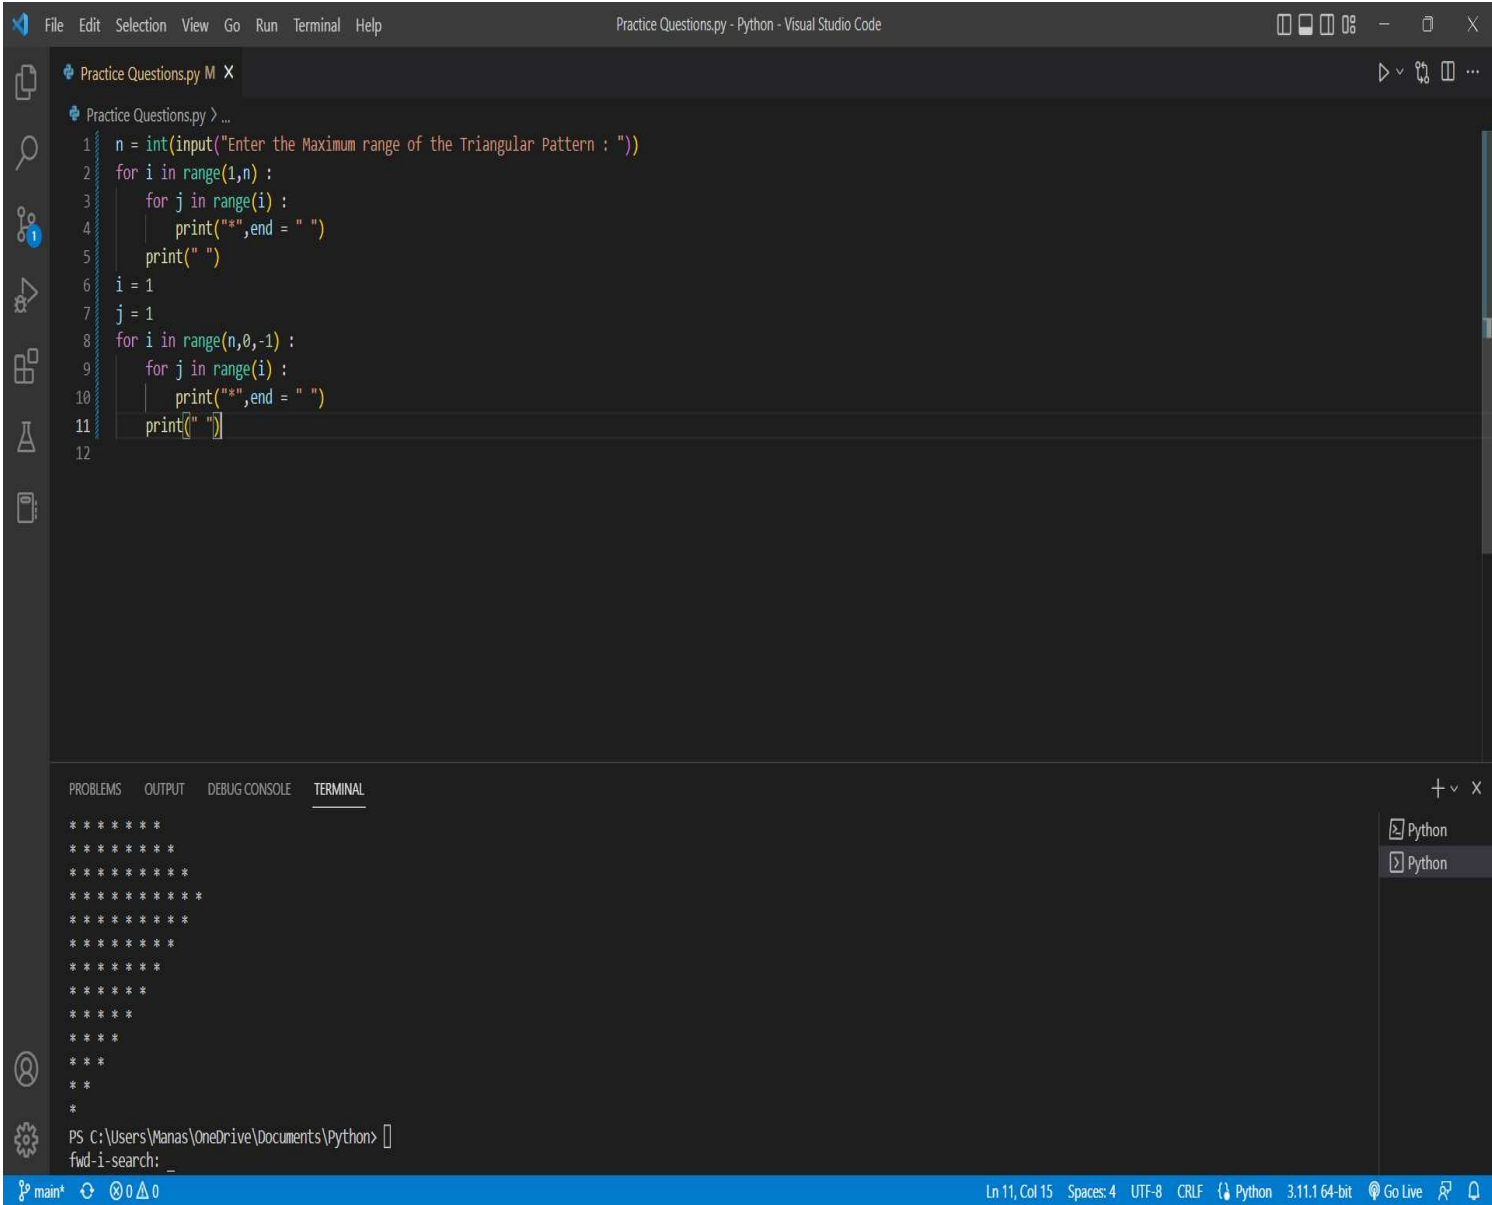 File Edit Selection View Go Run Terminal Help Practice Questions.py - Python - Visual Studio Code
Practice Questions.py M X
Practice Questions.py > ...
1 n = int(input("Enter the Maximum range of the Triangular Pattern : "))
2 for i in range(1,n) :
3     for j in range(i) :
4         print("*",end = " ")
5     print(" ")
6 i = 1
7 j = 1
8 for i in range(n,0,-1) :
9     for j in range(i) :
10         print("*",end = " ")
11     print(" ")
12
1
PROBLEMS OUTPUT DEBUG CONSOLE TERMINAL
* * * * * * *
* * * * * * * *
* * * * * * * * *
* * * * * * * * * *
* * * * * * * * *
* * * * * * * *
* * * * * * *
* * * * * *
* * * * *
* * * *
* * *
* *
*
PS C:\Users\Manas\OneDrive\Documents\Python>
fwd-i-search: _
Python
Python
main* 0 0 Ln 11, Col 15 Spaces: 4 UTF-8 CRLF Python 3.11.1 64-bit Go Live